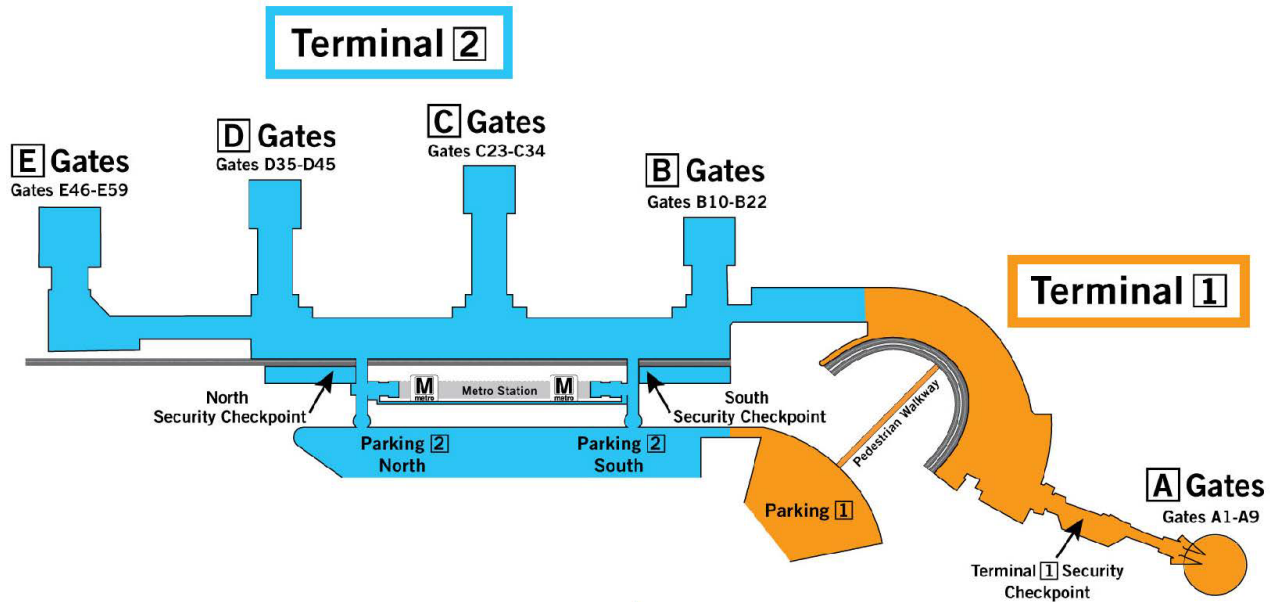 Terminal 2
C Gates
Gates C23-C34
D Gates
Gates D35-D45
E Gates
Gates E46-E59
B Gates
Gates B10-B22
Terminal 1
North
Security Checkpoint
M
metro
Metro Station
M
metro
South
Security Checkpoint
Pedestrian Walkway
Parking 2
North
Parking 2
South
Parking 1
A Gates
Gates A1-A9
Terminal 1 Security
Checkpoint